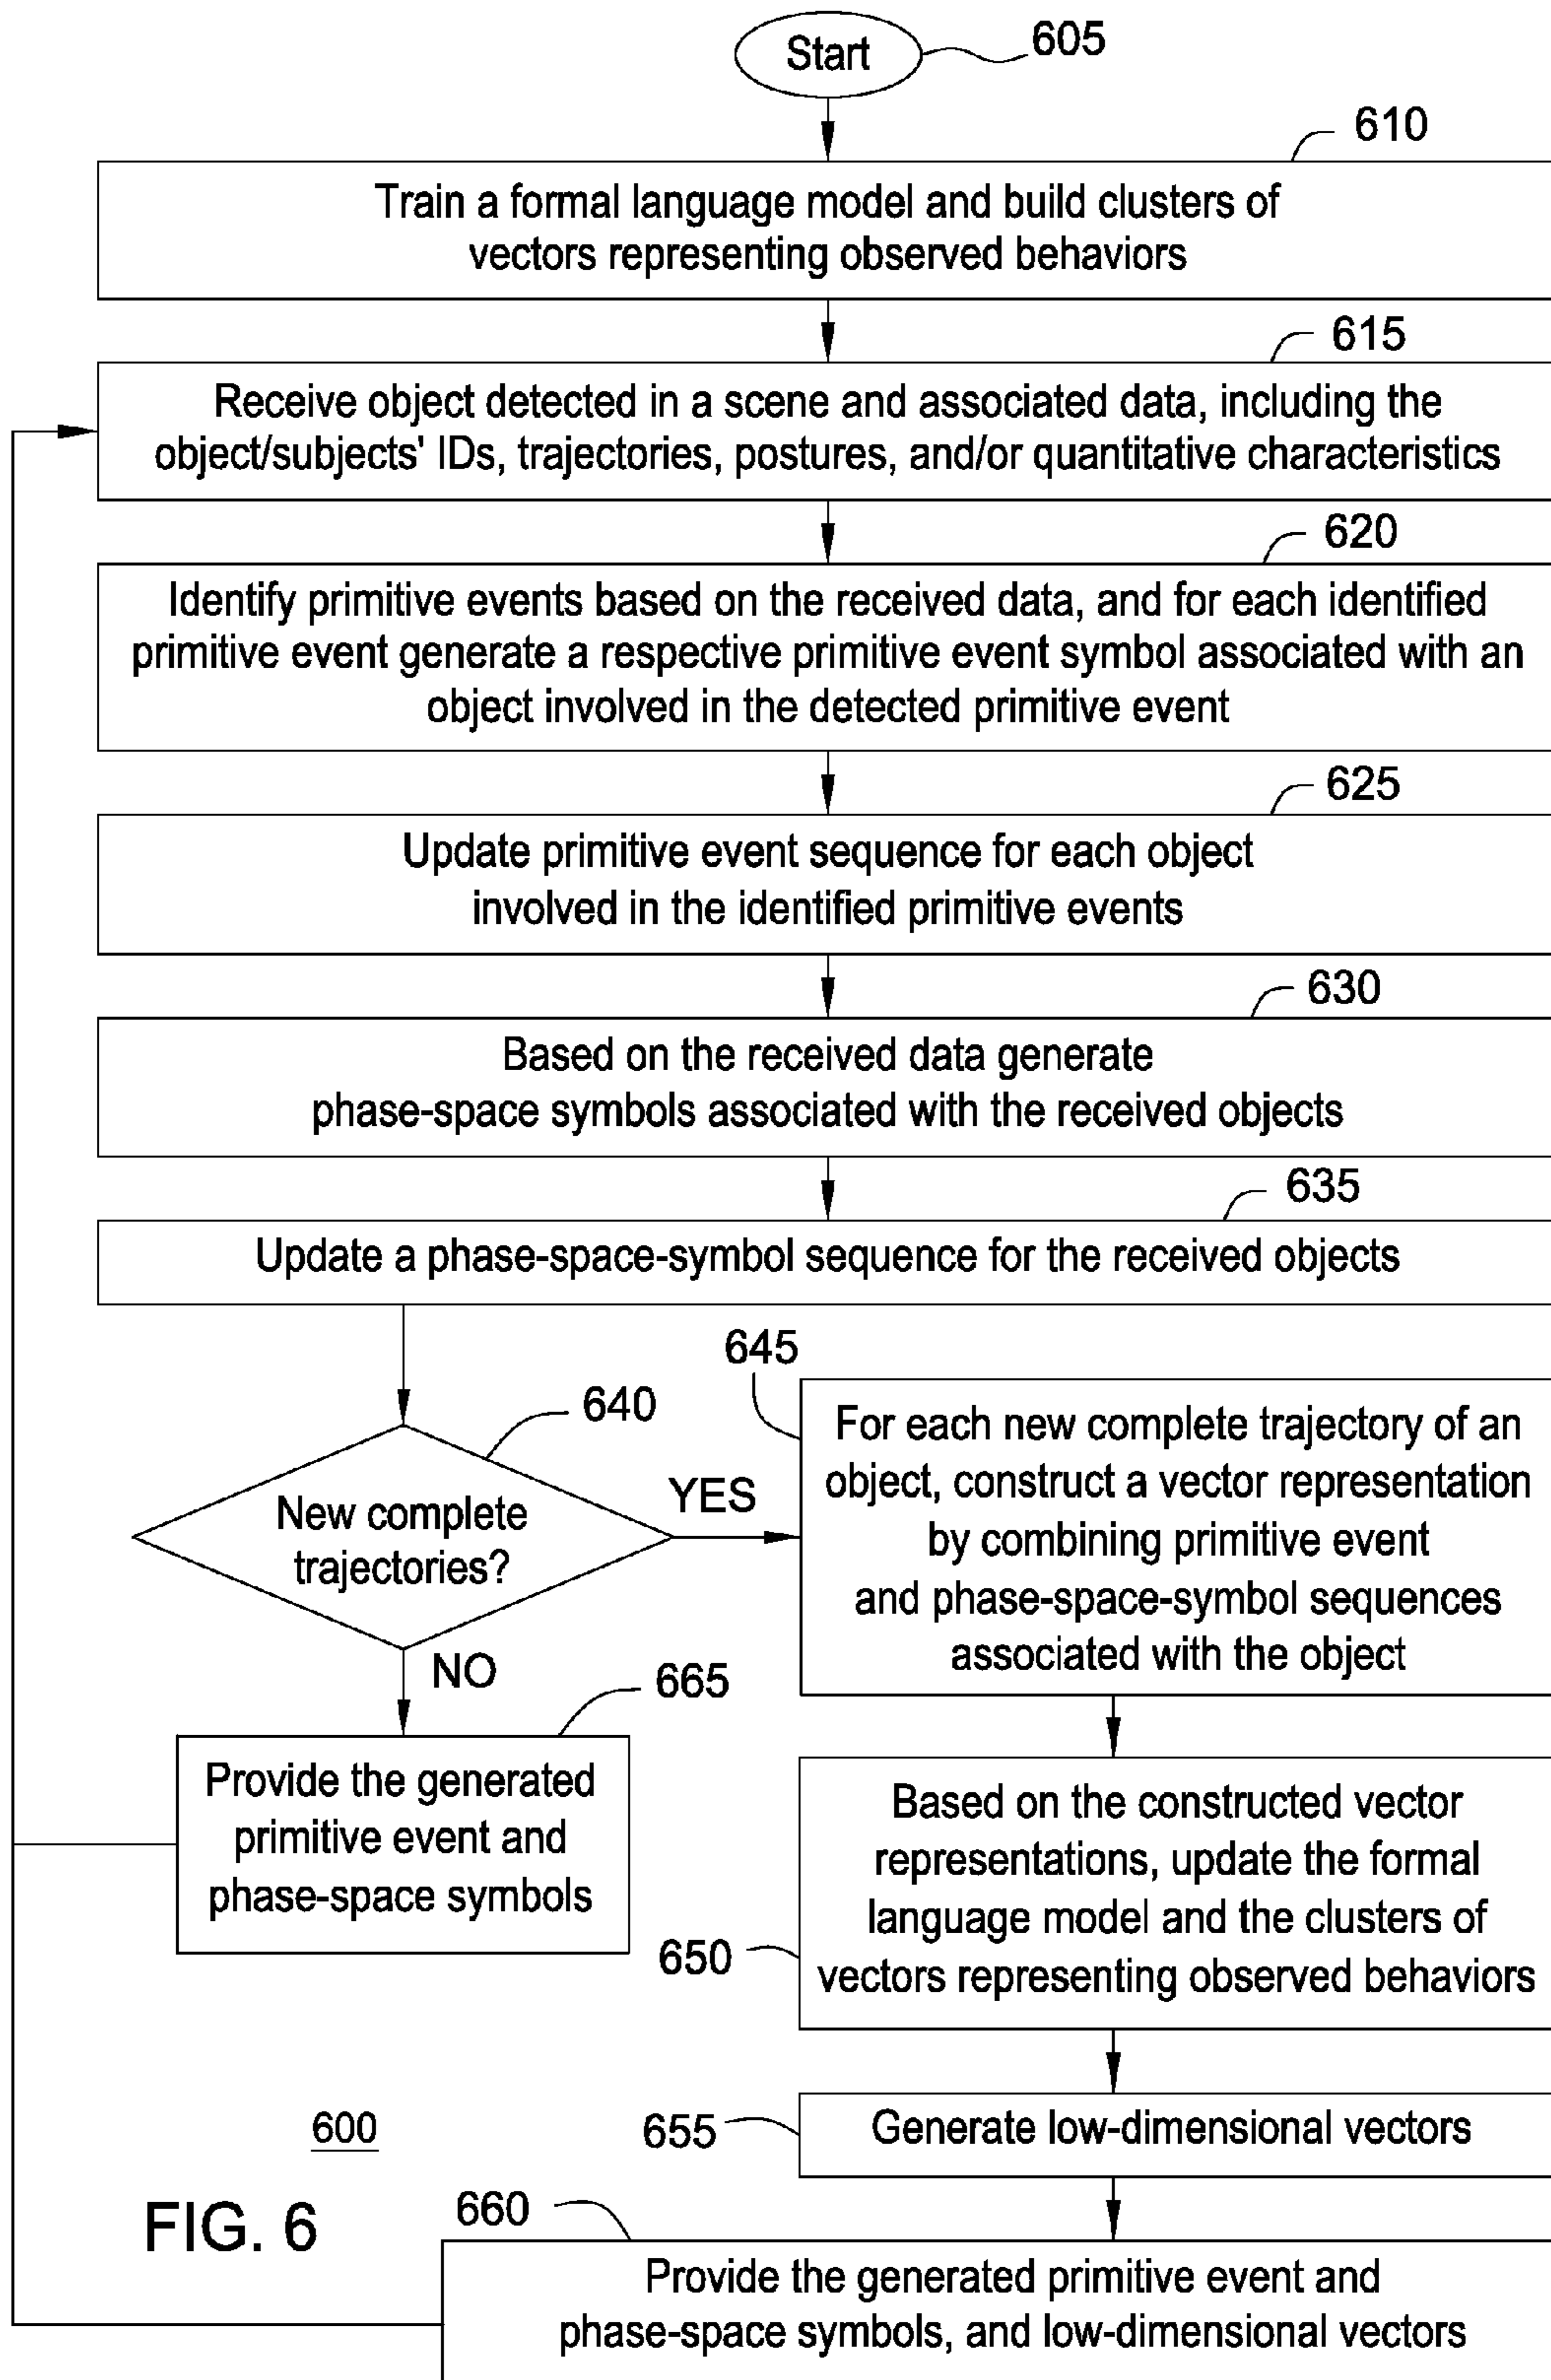 Start
605
610
Train a formal language model and build clusters of
vectors representing observed behaviors
615
Receive object detected in a scene and associated data, including the
object/subjects' IDs, trajectories, postures, and/or quantitative characteristics
620
Identify primitive events based on the received data, and for each identified
primitive event generate a respective primitive event symbol associated with an
object involved in the detected primitive event
625
Update primitive event sequence for each object
involved in the identified primitive events
630
Based on the received data generate
phase-space symbols associated with the received objects
635
Update a phase-space-symbol sequence for the received objects
640
New complete
trajectories?
YES
NO
645
For each new complete trajectory of an
object, construct a vector representation
by combining primitive event
and phase-space-symbol sequences
associated with the object
665
Provide the generated
primitive event and
phase-space symbols
650
Based on the constructed vector
representations, update the formal
language model and the clusters of
vectors representing observed behaviors
655
Generate low-dimensional vectors
660
Provide the generated primitive event and
phase-space symbols, and low-dimensional vectors
600
FIG. 6